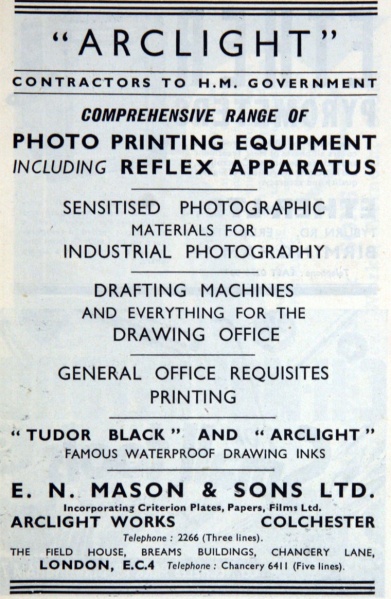 "ARCLIGHT"
CONTRACTORS TO H.M. GOVERNMENT
COMPREHENSIVE RANGE OF
PHOTO PRINTING EQUIPMENT
INCLUDING REFLEX APPARATUS
SENSITISED PHOTOGRAPHIC
MATERIALS FOR
INDUSTRIAL PHOTOGRAPHY
DRAFTING MACHINES
AND EVERYTHING FOR THE
DRAWING OFFICE
GENERAL OFFICE REQUISITES
PRINTING
"TUDOR BLACK" AND "ARCLIGHT"
FAMOUS WATERPROOF DRAWING INKS
E. N. MASON & SONS LTD.
Incorporating Criterion Plates, Papers, Films Ltd.
ARCLIGHT WORKS COLCHESTER
Telephone : 2266 (Three lines).
THE FIELD HOUSE, BREAMS BUILDINGS, CHANCERY LANE,
LONDON, E.C.4 Telephone : Chancery 6411 (Five lines).